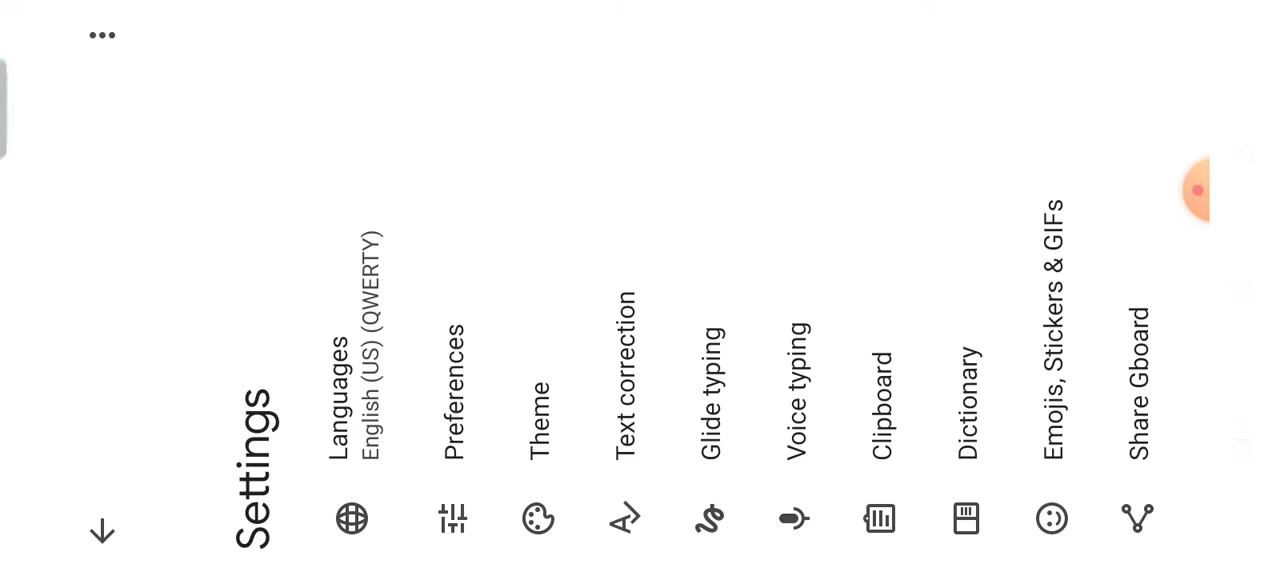 Settings
Languages
English (US) (QWERTY)
Preferences
Theme
Text correction
Glide typing
Voice typing
Clipboard
Dictionary
Emojis, Stickers & GIFs
Share Gboard